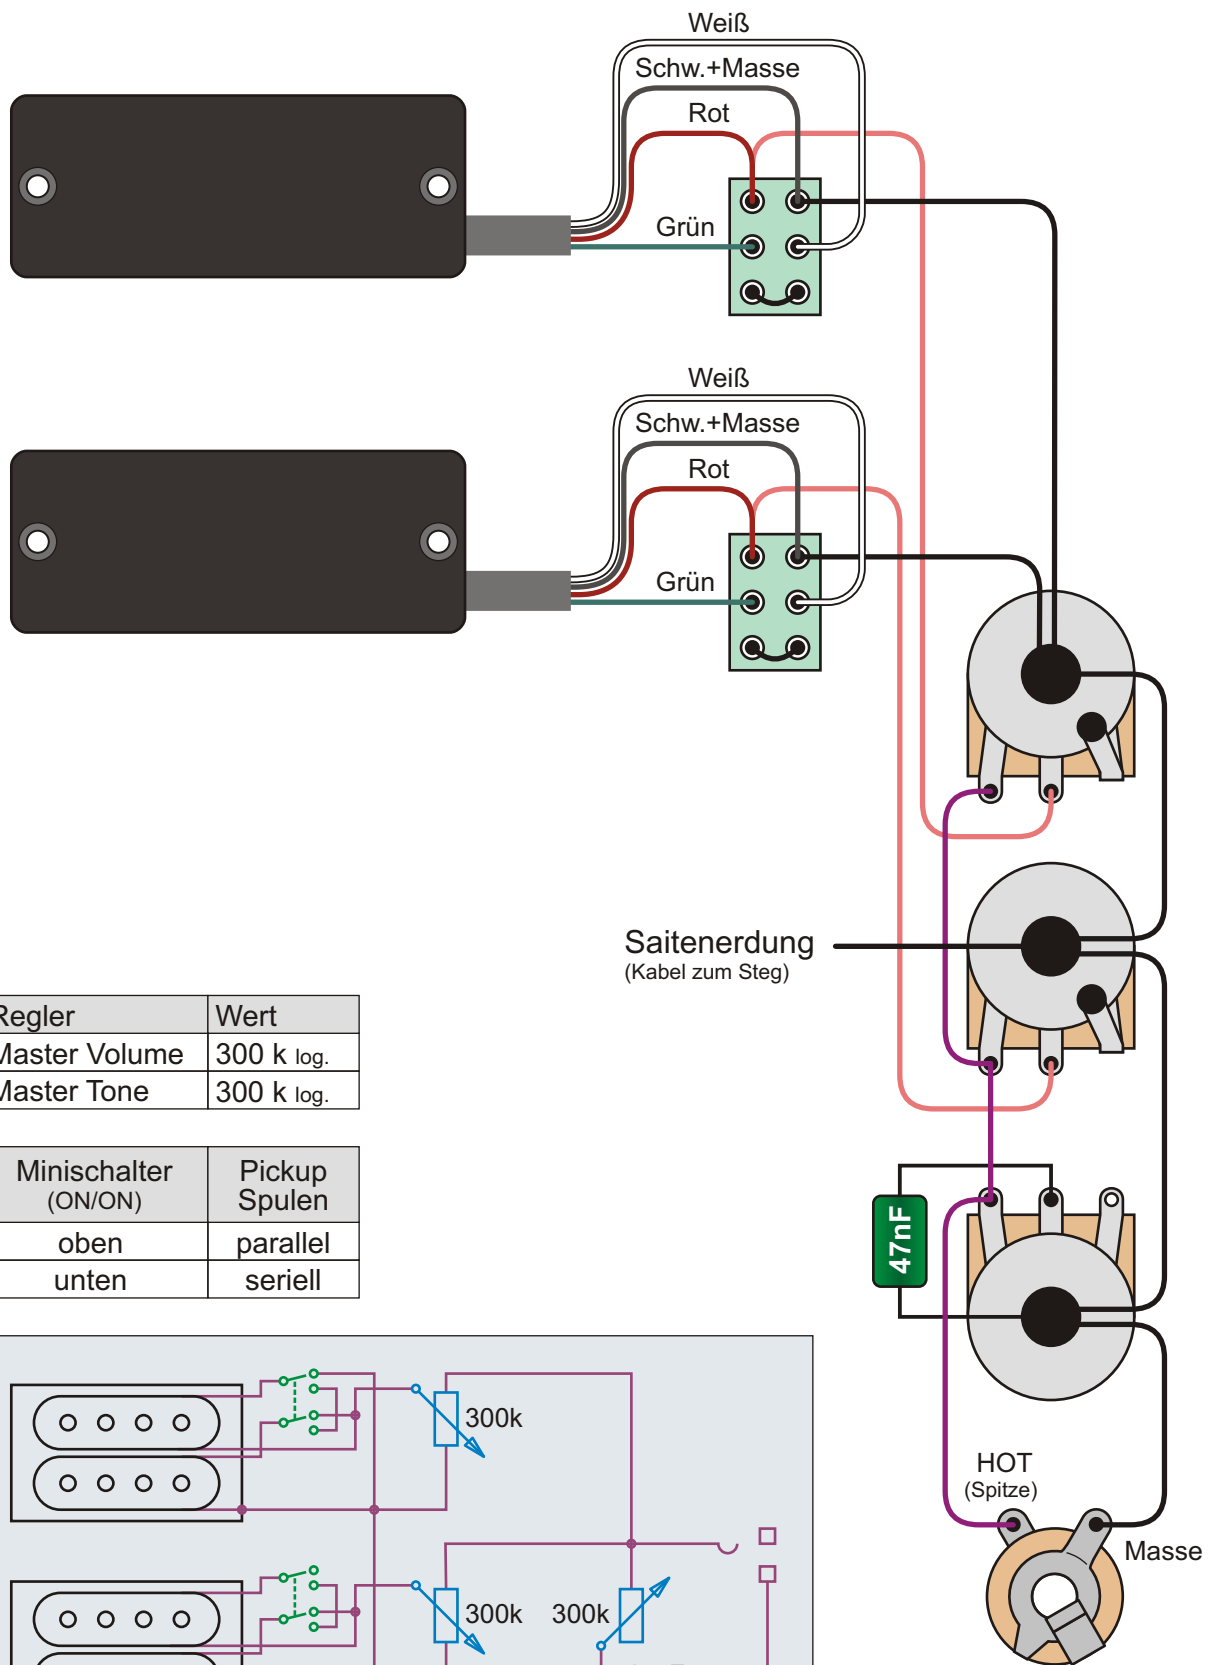 Weiß
Schw.+Masse
Rot
Grün
Weiß
Schw.+Masse
Rot
Grün
Saitenerdung
(Kabel zum Steg)
Regler Wert
Master Volume 300 k log.
Master Tone 300 k log.
Minischalter (ON/ON) Pickup Spulen
oben parallel
unten seriell
47nF
300k
300k 300k
HOT
(Spitze)
Masse